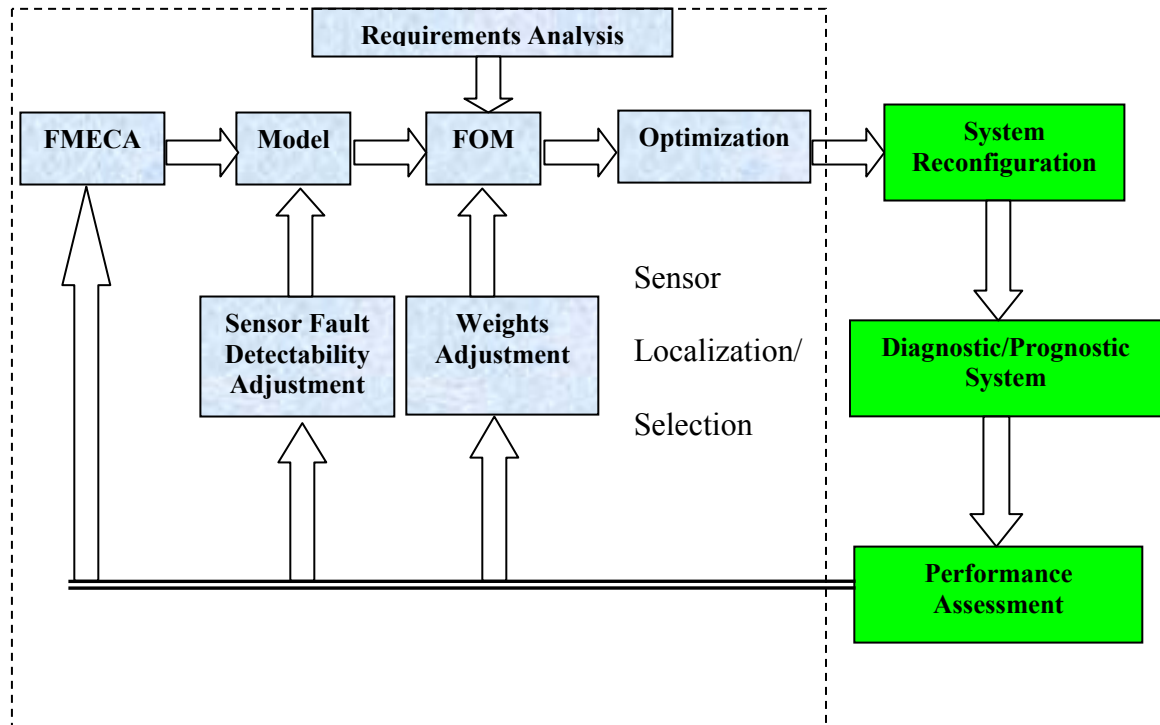 Requirements Analysis
FMECA
Model
FOM
Optimization
System
Reconfiguration
Sensor
Localization/
Selection
Sensor Fault
Detectability
Adjustment
Weights
Adjustment
Diagnostic/Prognostic
System
Performance
Assessment